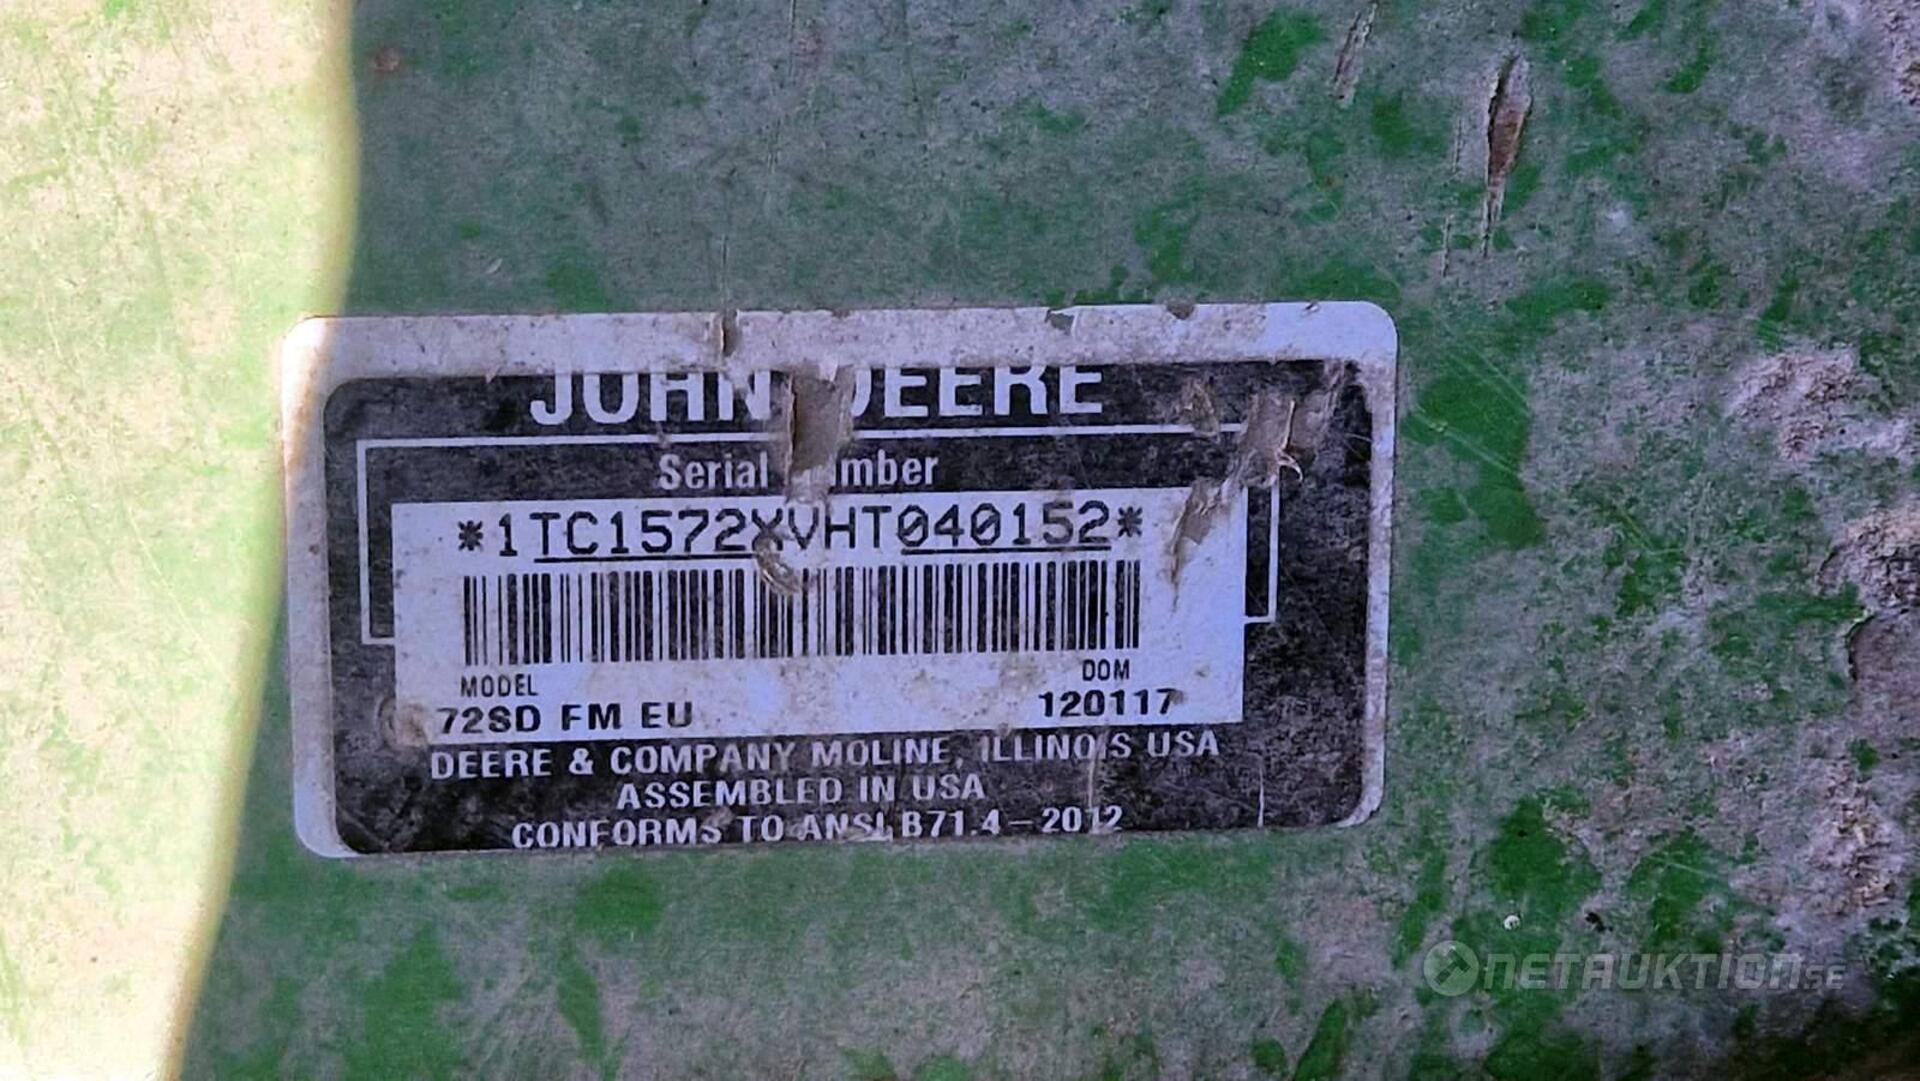 JOHN DEERE
Serial Number
*1TC1572XVHT040152*
MODEL DOM
72SD FM EU 120117
DEERE & COMPANY MOLINE, ILLINOIS USA
ASSEMBLED IN USA
CONFORMS TO ANSI B71.4-2012
NETAUKTION.SE